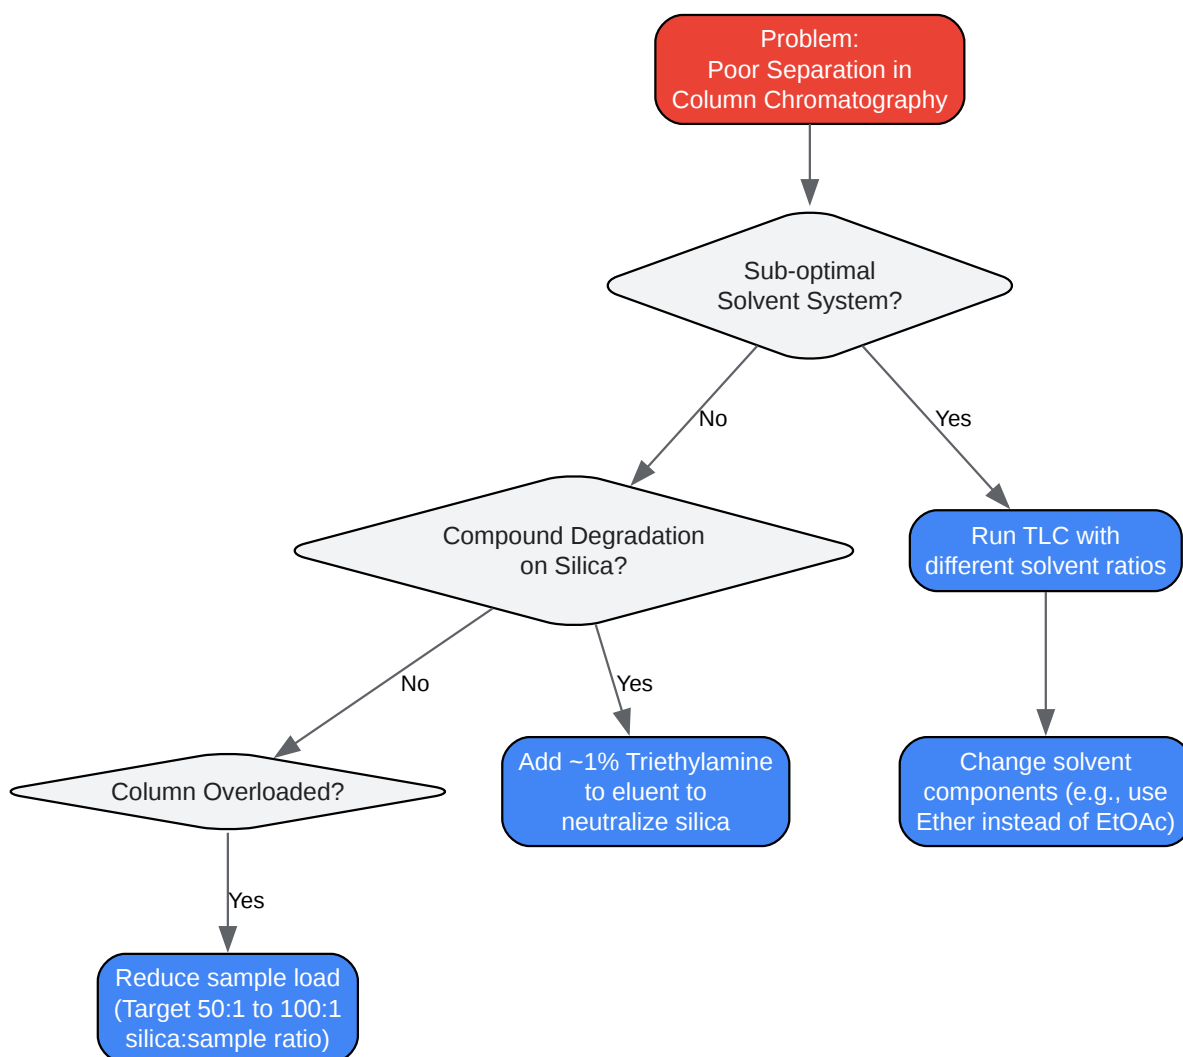 Problem:
Poor Separation in
Column Chromatography
Sub-optimal
Solvent System?
No
Yes
Compound Degradation
on Silica?
Run TLC with
different solvent ratios
No
Yes
Column Overloaded?
Add ~1% Triethylamine
to eluent to
neutralize silica
Change solvent
components (e.g., use
Ether instead of EtOAc)
Yes
Reduce sample load
(Target 50:1 to 100:1
silica:sample ratio)